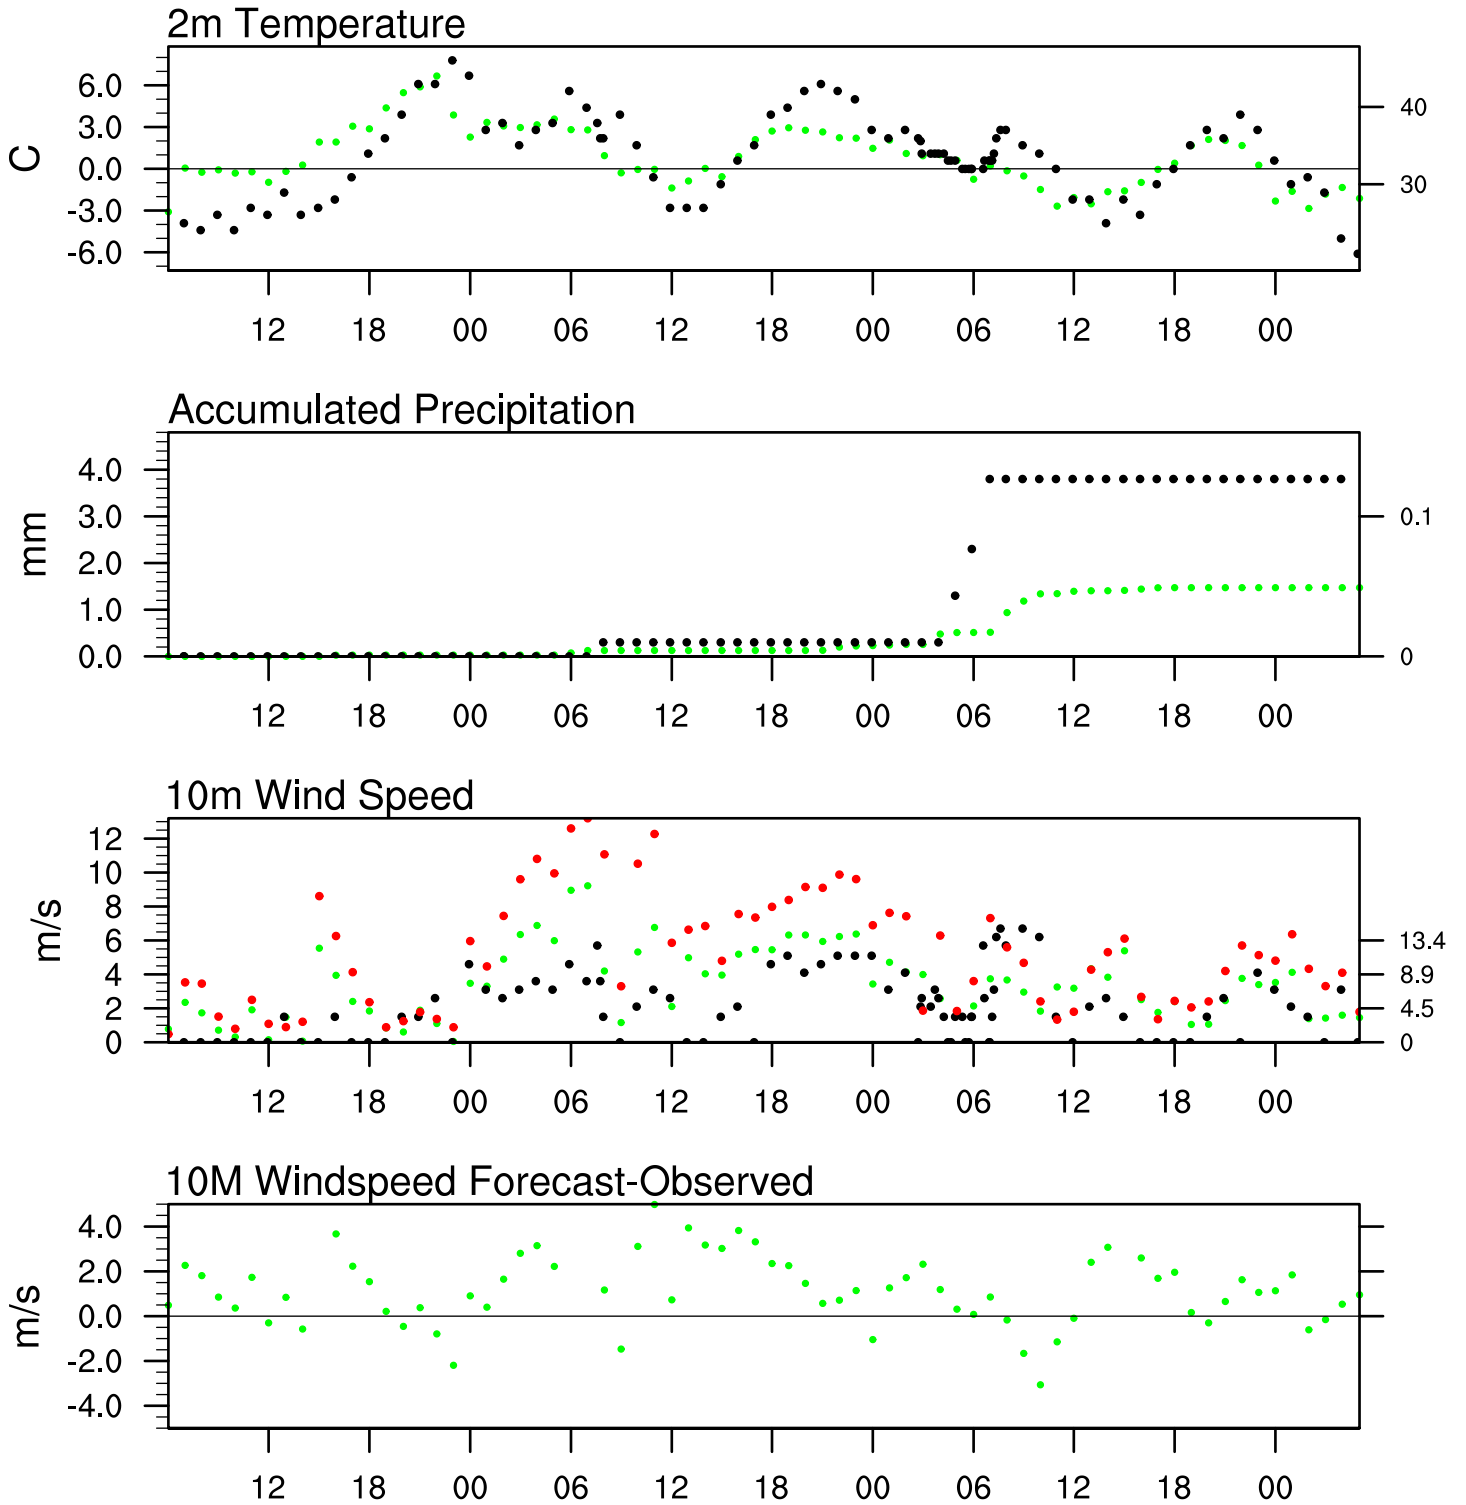 2m Temperature
6.0
40
3.0
C
0.0
30
-3.0
-6.0
12 18 00 06 12 18 00 06 12 18 00
Accumulated Precipitation
4.0
3.0
0.1
mm
2.0
1.0
0.0
0
12 18 00 06 12 18 00 06 12 18 00
10m Wind Speed
12
10
8
m/s
6
13.4
4
8.9
2
4.5
0
0
12 18 00 06 12 18 00 06 12 18 00
10M Windspeed Forecast-Observed
4.0
2.0
m/s
0.0
-2.0
-4.0
12 18 00 06 12 18 00 06 12 18 00